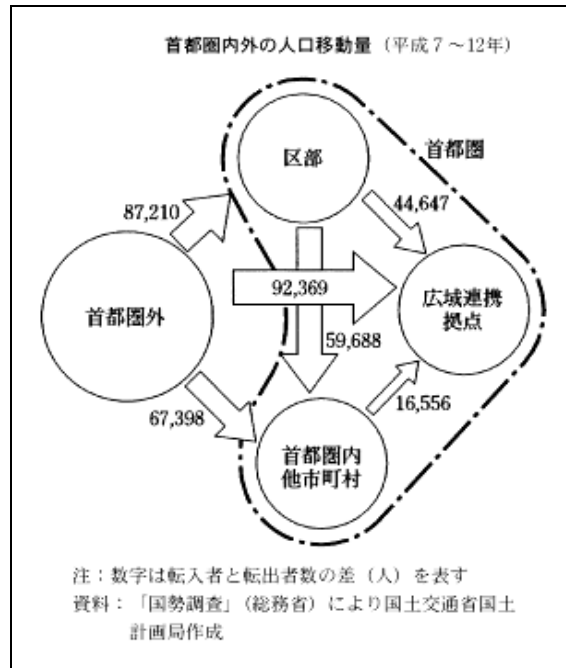 首都圏内外の人口移動量（平成７～12年）
区部
首都圏
87,210
44,647
首都圏外
92,369
広域連携
拠点
59,688
67,398
16,556
首都圏内
他市町村
注：数字は転入者と転出者数の差（人）を表す
資料：「国勢調査」（総務省）により国土交通省国土
計画局作成